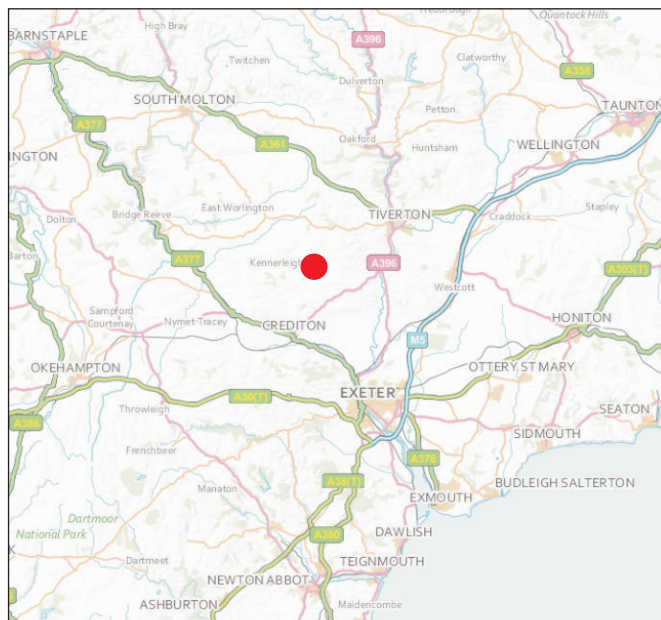 Quantock Hills
BARNSTAPLE
High Bray
A396
Twitchen
Clatworthy
Dulverton
A358
SOUTH MOLTON
Petton
TAUNTON
A377
Oakford
A361
Huntsham
WELLINGTON
INGTON
East Worlington
Stapley
Dolton
Bridge Reeve
TIVERTON
Craddock
Barton
A377
Kennerleigh
A396
A303(T)
Westcott
Sampford
Courtenay
Nymet-Tracey
CREDITON
HONITON
M5
OKEHAMPTON
OTTERY ST MARY
A30(T)
EXETER
Throwleigh
SEATON
A386
SIDMOUTH
Frenchbeer
A376
A38(T)
BUDLEIGH SALTERTON
Manaton
EXMOUTH
Dartmoor
National Park
A380
DAWLISH
K
Dartmeet
TEIGNMOUTH
NEWTON ABBOT
ASHBURTON
Maidencombe